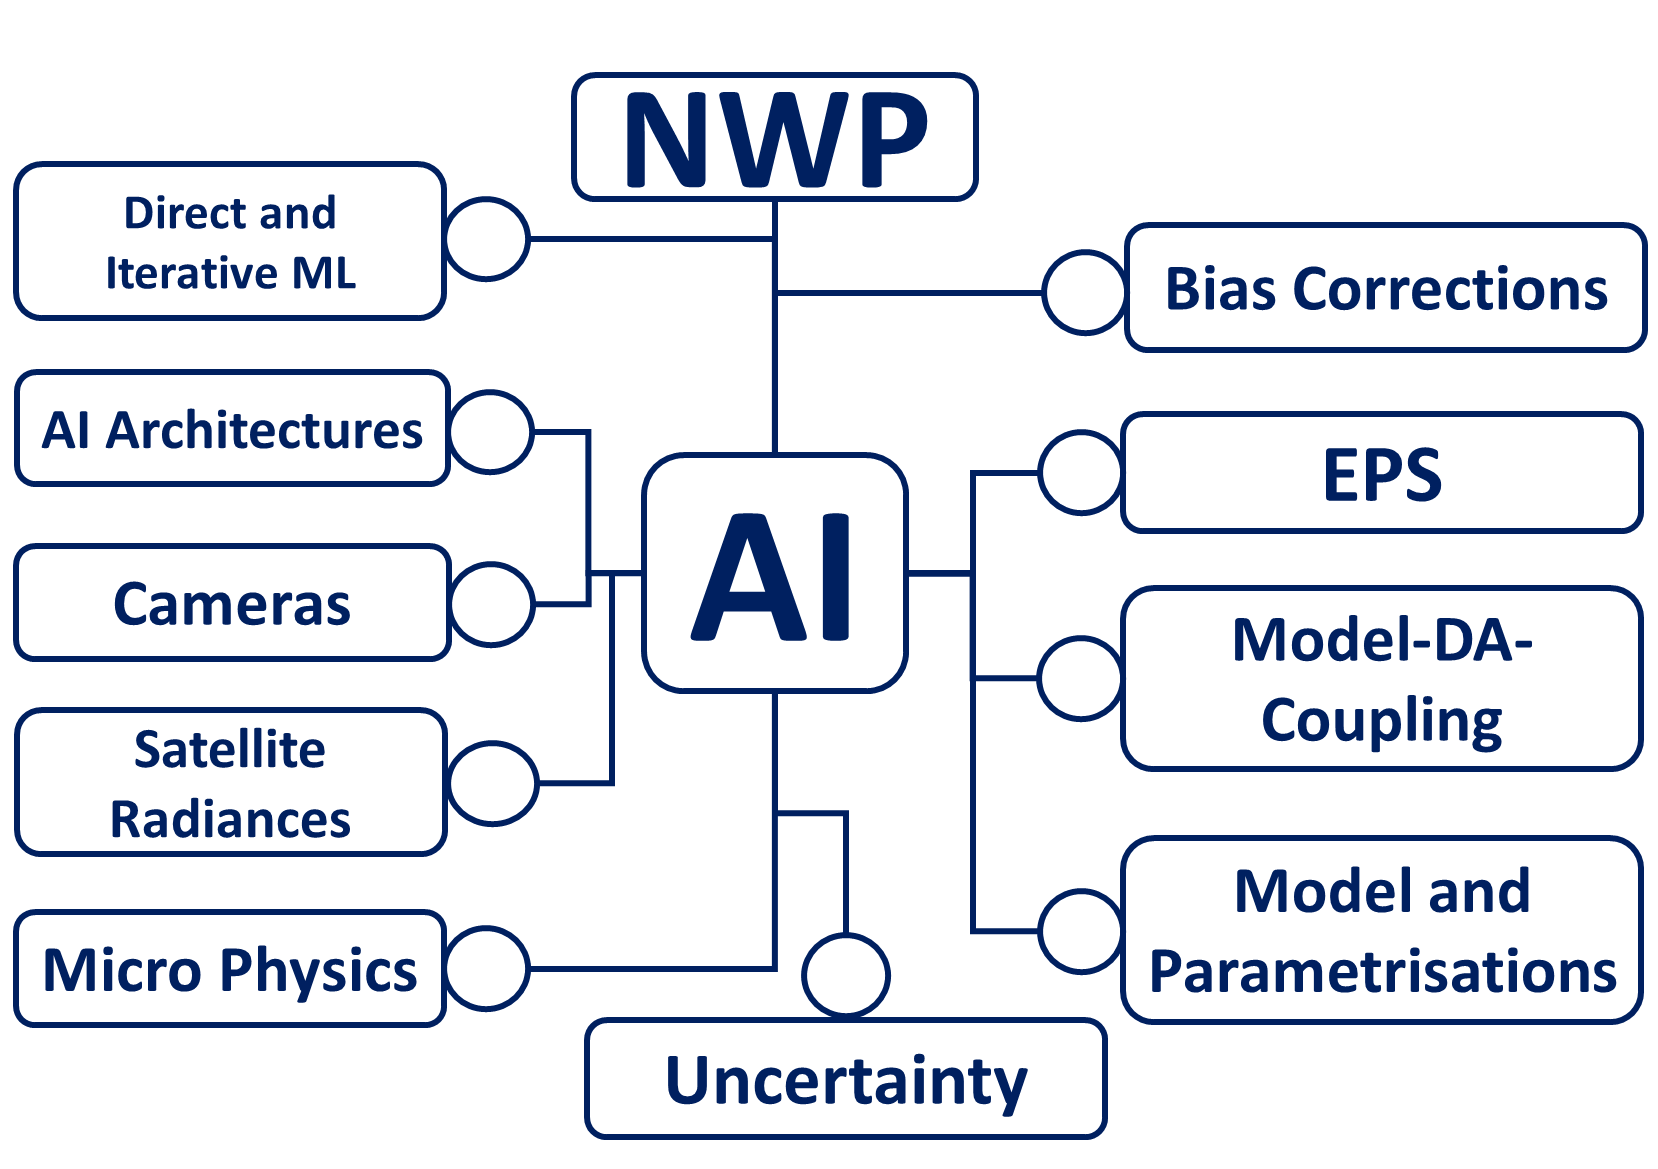 NWP
Direct and
Iterative ML
Bias Corrections
AI Architectures
EPS
AI
Cameras
Model-DA-
Coupling
Satellite
Radiances
Model and
Parametrisations
Micro Physics
Uncertainty